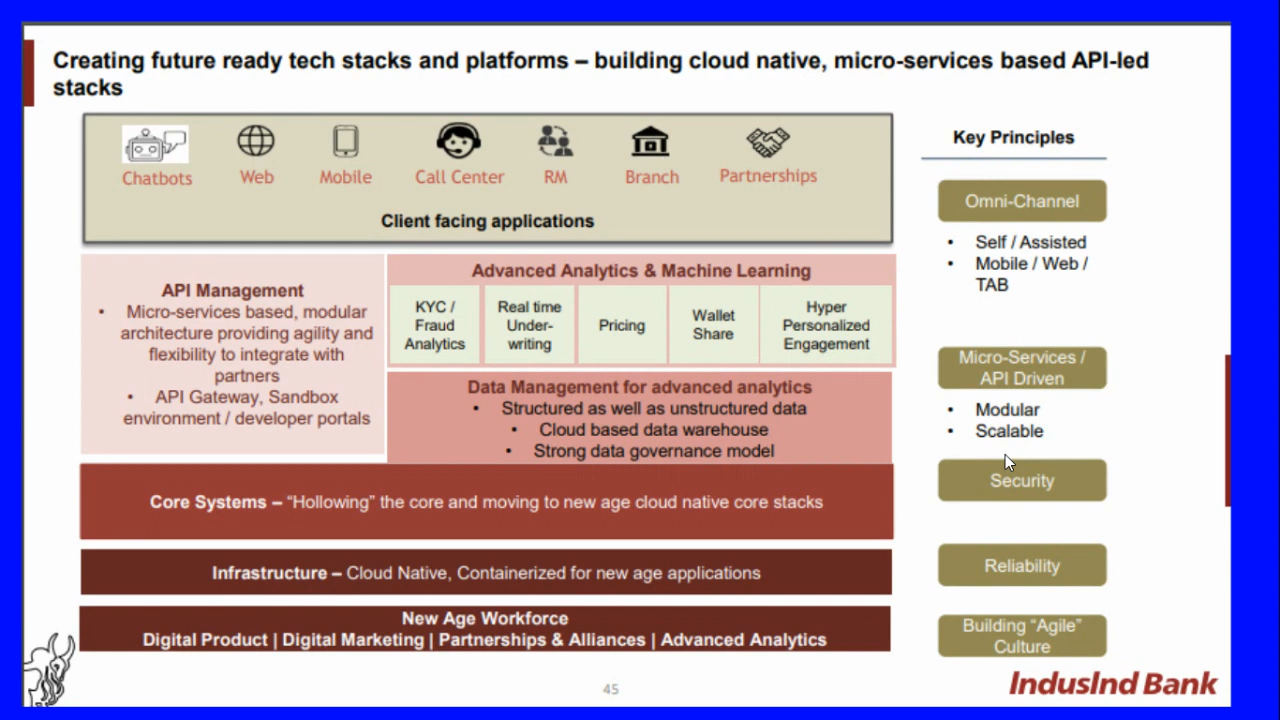 Creating future ready tech stacks and platforms – building cloud native, micro-services based API-led
stacks
Chatbots
Web
Mobile
Call Center
RM
Branch
Partnerships
Client facing applications
API Management
• Micro-services based, modular
architecture providing agility and
flexibility to integrate with
partners
• API Gateway, Sandbox
environment / developer portals
Advanced Analytics & Machine Learning
KYC /
Fraud
Analytics
Real time
Under-
writing
Pricing
Wallet
Share
Hyper
Personalized
Engagement
Data Management for advanced analytics
• Structured as well as unstructured data
• Cloud based data warehouse
• Strong data governance model
Core Systems – “Hollowing” the core and moving to new age cloud native core stacks
Infrastructure – Cloud Native, Containerized for new age applications
New Age Workforce
Digital Product | Digital Marketing | Partnerships & Alliances | Advanced Analytics
Key Principles
Omni-Channel
• Self / Assisted
• Mobile / Web /
TAB
Micro-Services /
API Driven
• Modular
• Scalable
Security
Reliability
Building “Agile”
Culture
45
IndusInd Bank